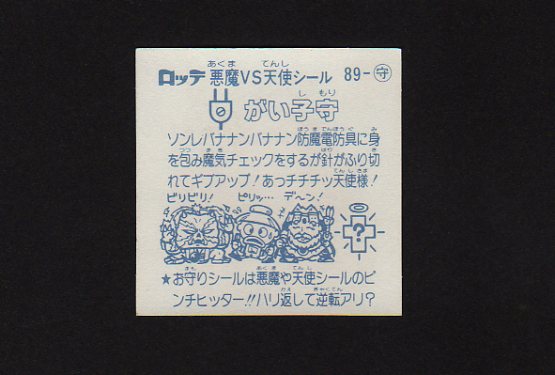 ロッテ 悪魔VS天使シール 89-守
がい子守
ソンレバナナンバナナン防魔電防具に身
を包み魔気チェックをするが針がふり切
れてギブアップ!あっチチチッ天使様!
ビリビリ! ピリッ… デ〜ン!
?
★お守りシールは悪魔や天使シールのピ
ンチヒッター!!ハリ返して逆転アリ?